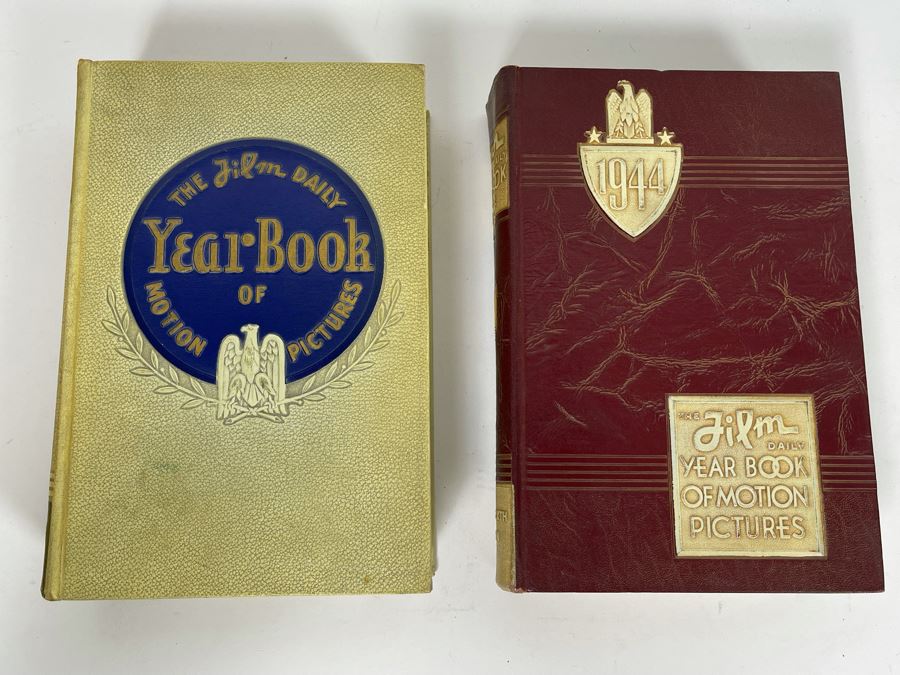 THE Film DAILY
Year Book
OF
MOTION PICTURES
1944
THE
Film
DAILY
YEAR BOOK
OF MOTION
PICTURES